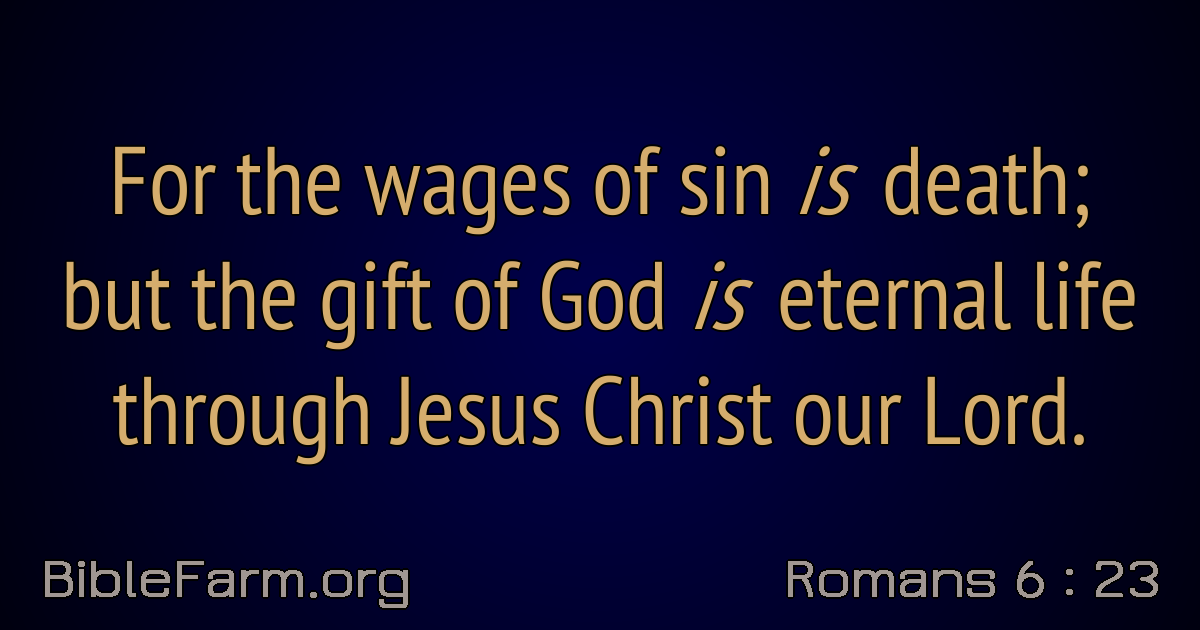 For the wages of sin is death;
but the gift of God is eternal life
through Jesus Christ our Lord.
BibleFarm.org
Romans 6 : 23